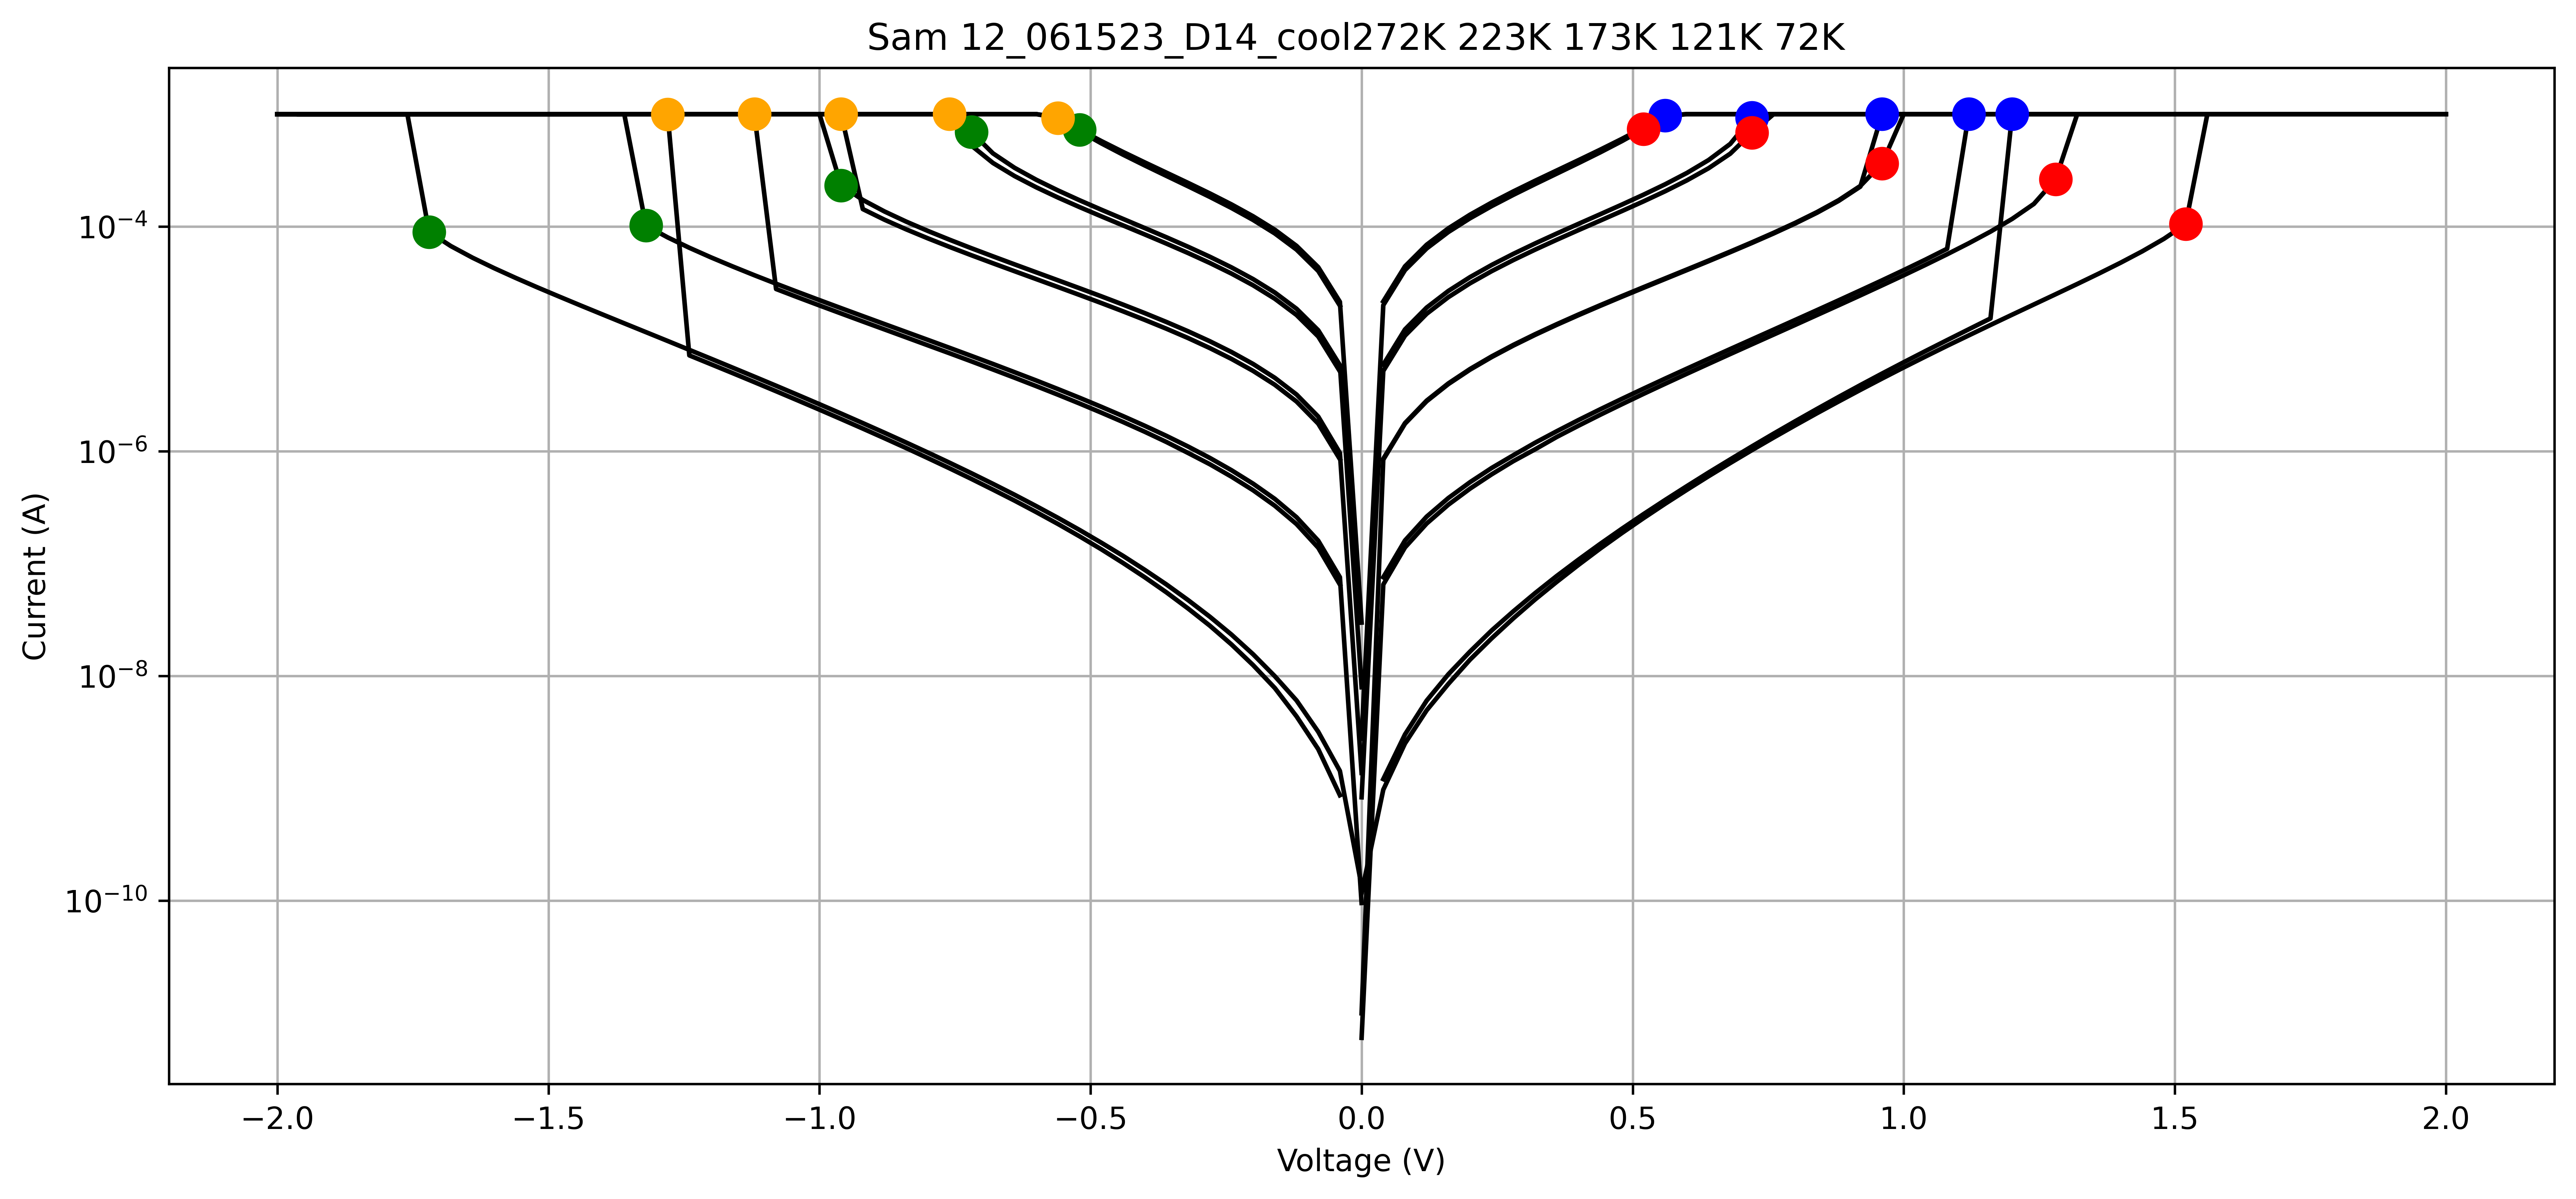 Sam 12_061523_D14_cool272K 223K 173K 121K 72K
Current (A)
10⁻⁴
10⁻⁶
10⁻⁸
10⁻¹⁰
−2.0 −1.5 −1.0 −0.5 0.0 0.5 1.0 1.5 2.0
Voltage (V)